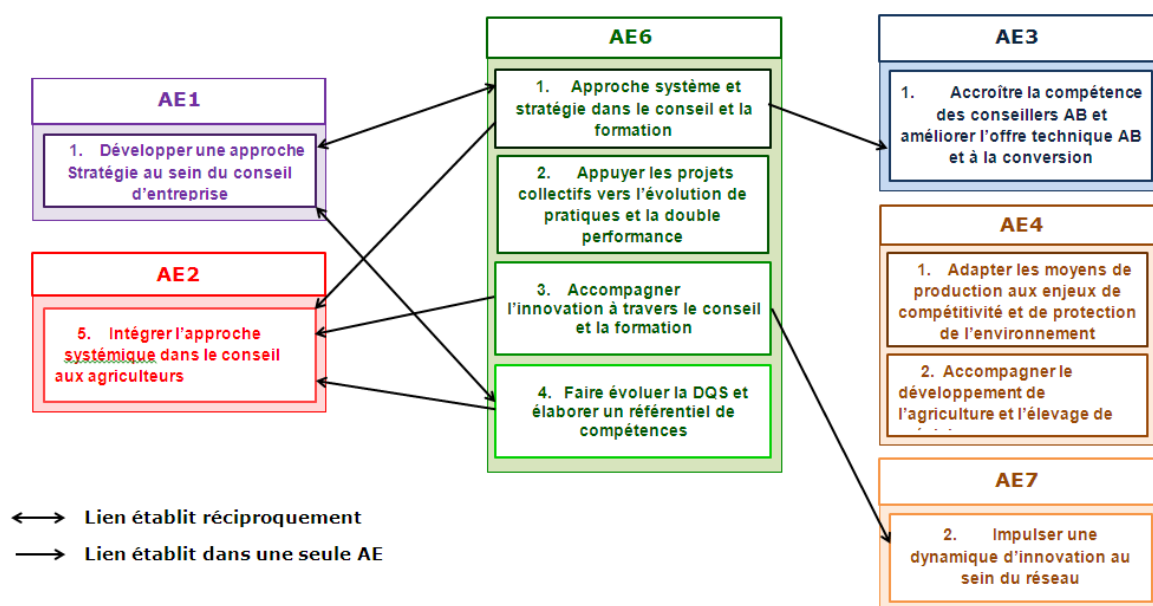 AE1
1. Développer une approche
Stratégie au sein du conseil
d'entreprise
AE2
5. Intégrer l'approche
systémique dans le conseil
aux agriculteurs
AE6
1. Approche système et
stratégie dans le conseil et la
formation
2. Appuyer les projets
collectifs vers l'évolution de
pratiques et la double
performance
3. Accompagner
l'innovation à travers le conseil
et la formation
4. Faire évoluer la DQS et
élaborer un référentiel de
compétences
AE3
1. Accroître la compétence
des conseillers AB et
améliorer l'offre technique AB
et à la conversion
AE4
1. Adapter les moyens de
production aux enjeux de
compétitivité et de protection
de l'environnement
2. Accompagner le
développement de
l'agriculture et l'élevage de
AE7
2. Impulser une
dynamique d'innovation au
sein du réseau
Lien établit réciproquement
Lien établit dans une seule AE